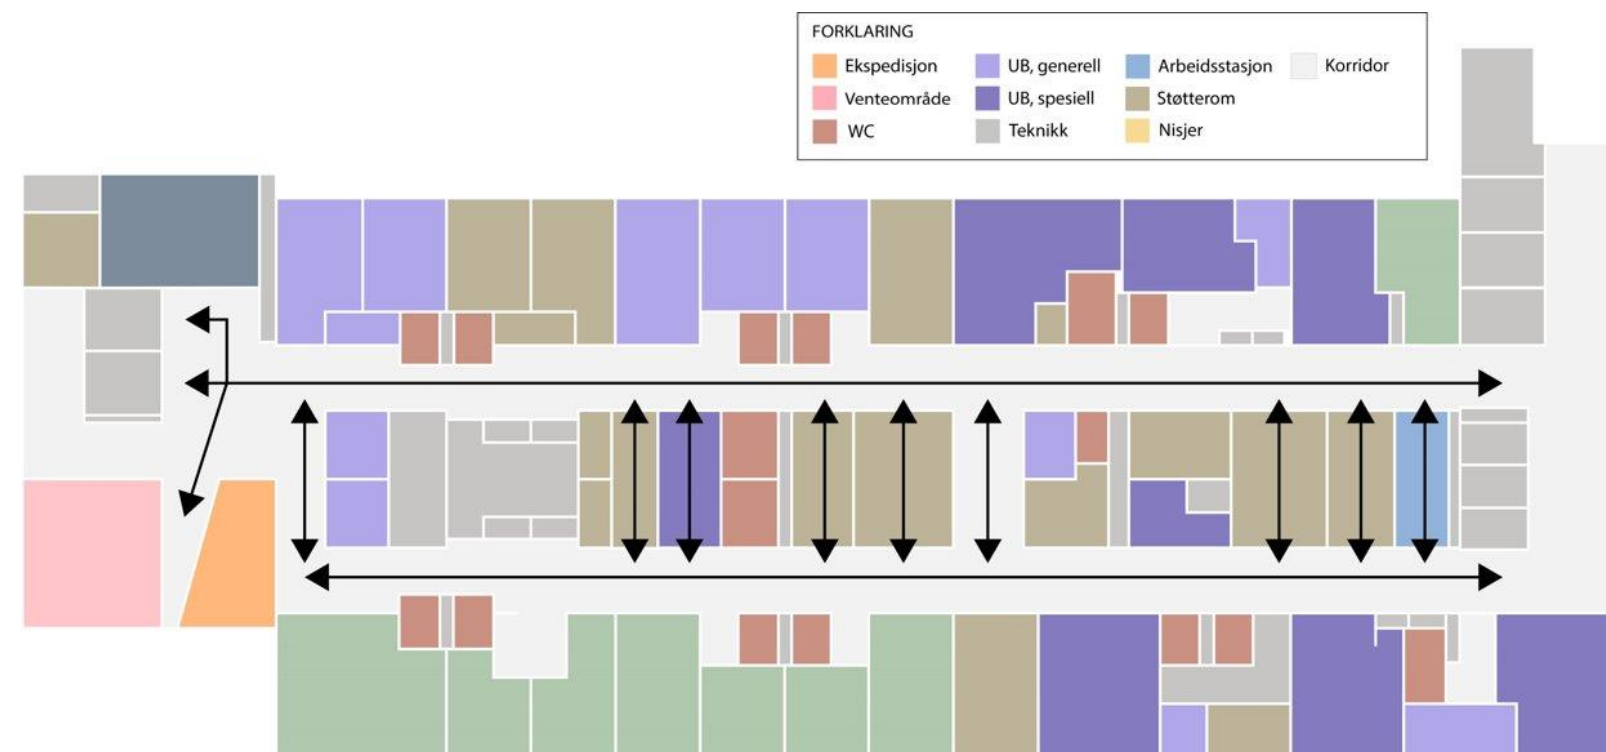 FORKLARING
Ekspedisjon
UB, generell
Arbeidsstasjon
Korridor
Venteområde
UB, spesiell
Støtterom
WC
Teknikk
Nisjer